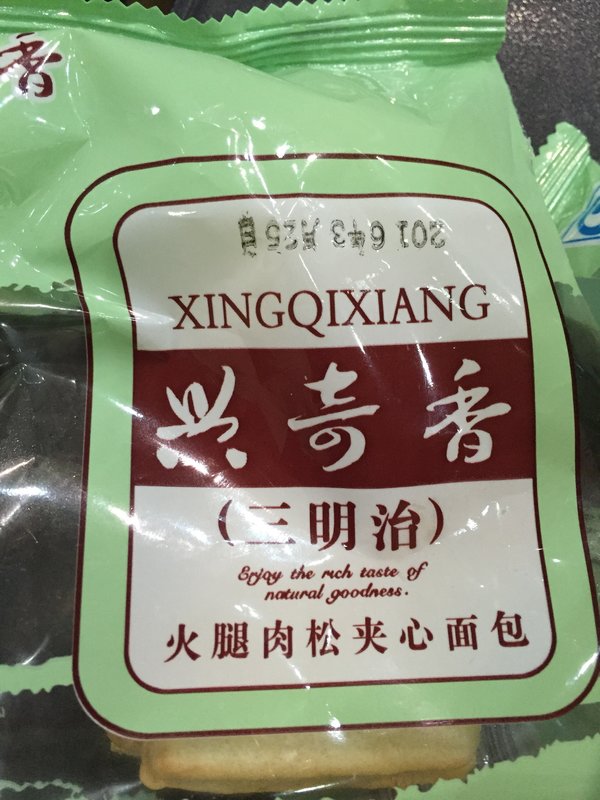 香
2016年3月25日
XINGQIXIANG
兴奇香
(三明治)
Enjoy the rich taste of
natural goodness.
火腿肉松夹心面包